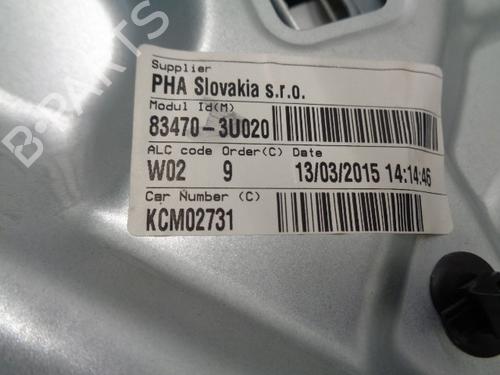 B-PARTS
Supplier
PHA Slovakia s.r.o.
Modul Id(M)
83470-3U020
ALC code Order(C) Date
W02 9 13/03/2015 14:14:46
Car Number (C)
KCM02731